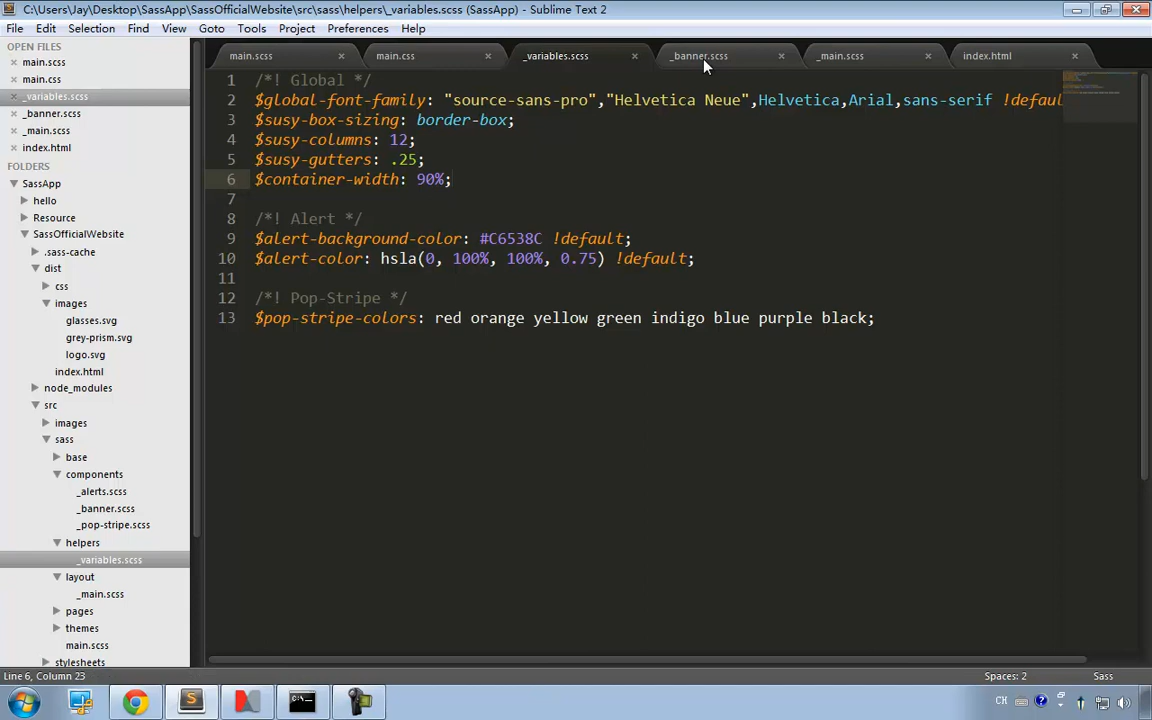 C:\Users\Jay\Desktop\SassApp\SassOfficialWebsite\src\sass\helpers\_variables.scss (SassApp) - Sublime Text 2
File Edit Selection Find View Goto Tools Project Preferences Help
OPEN FILES
main.scss
main.css
_variables.scss
_banner.scss
_main.scss
index.html
FOLDERS
SassApp
hello
Resource
SassOfficialWebsite
.sass-cache
dist
css
images
glasses.svg
grey-prism.svg
logo.svg
index.html
node_modules
src
images
sass
base
components
_alerts.scss
_banner.scss
_pop-stripe.scss
helpers
_variables.scss
layout
_main.scss
pages
themes
main.scss
stylesheets
main.scss main.css _variables.scss _banner.scss _main.scss index.html
1 /*! Global */
2 $global-font-family: "source-sans-pro","Helvetica Neue",Helvetica,Arial,sans-serif !defaul
3 $susy-box-sizing: border-box;
4 $susy-columns: 12;
5 $susy-gutters: .25;
6 $container-width: 90%;
7
8 /*! Alert */
9 $alert-background-color: #C6538C !default;
10 $alert-color: hsla(0, 100%, 100%, 0.75) !default;
11
12 /*! Pop-Stripe */
13 $pop-stripe-colors: red orange yellow green indigo blue purple black;
Line 6, Column 23
Spaces: 2
Sass
CH